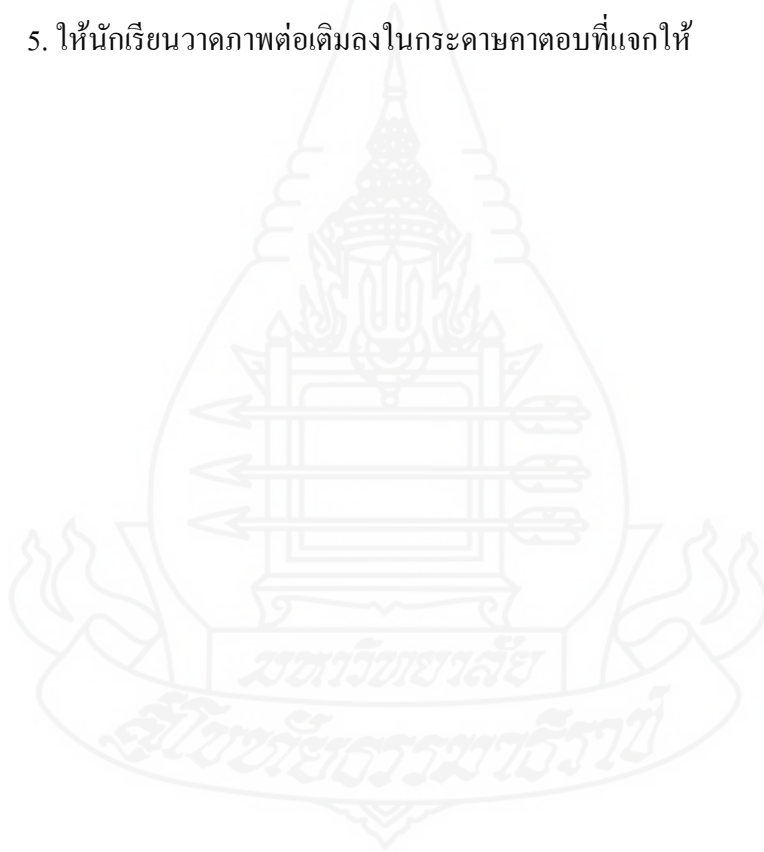 5. ให้นักเรียนวาดภาพต่อเติมลงในกระดาษคาตอบที่แจกให้
มหาวิทยาลัย
สุโขทัยธรรมาธิราช